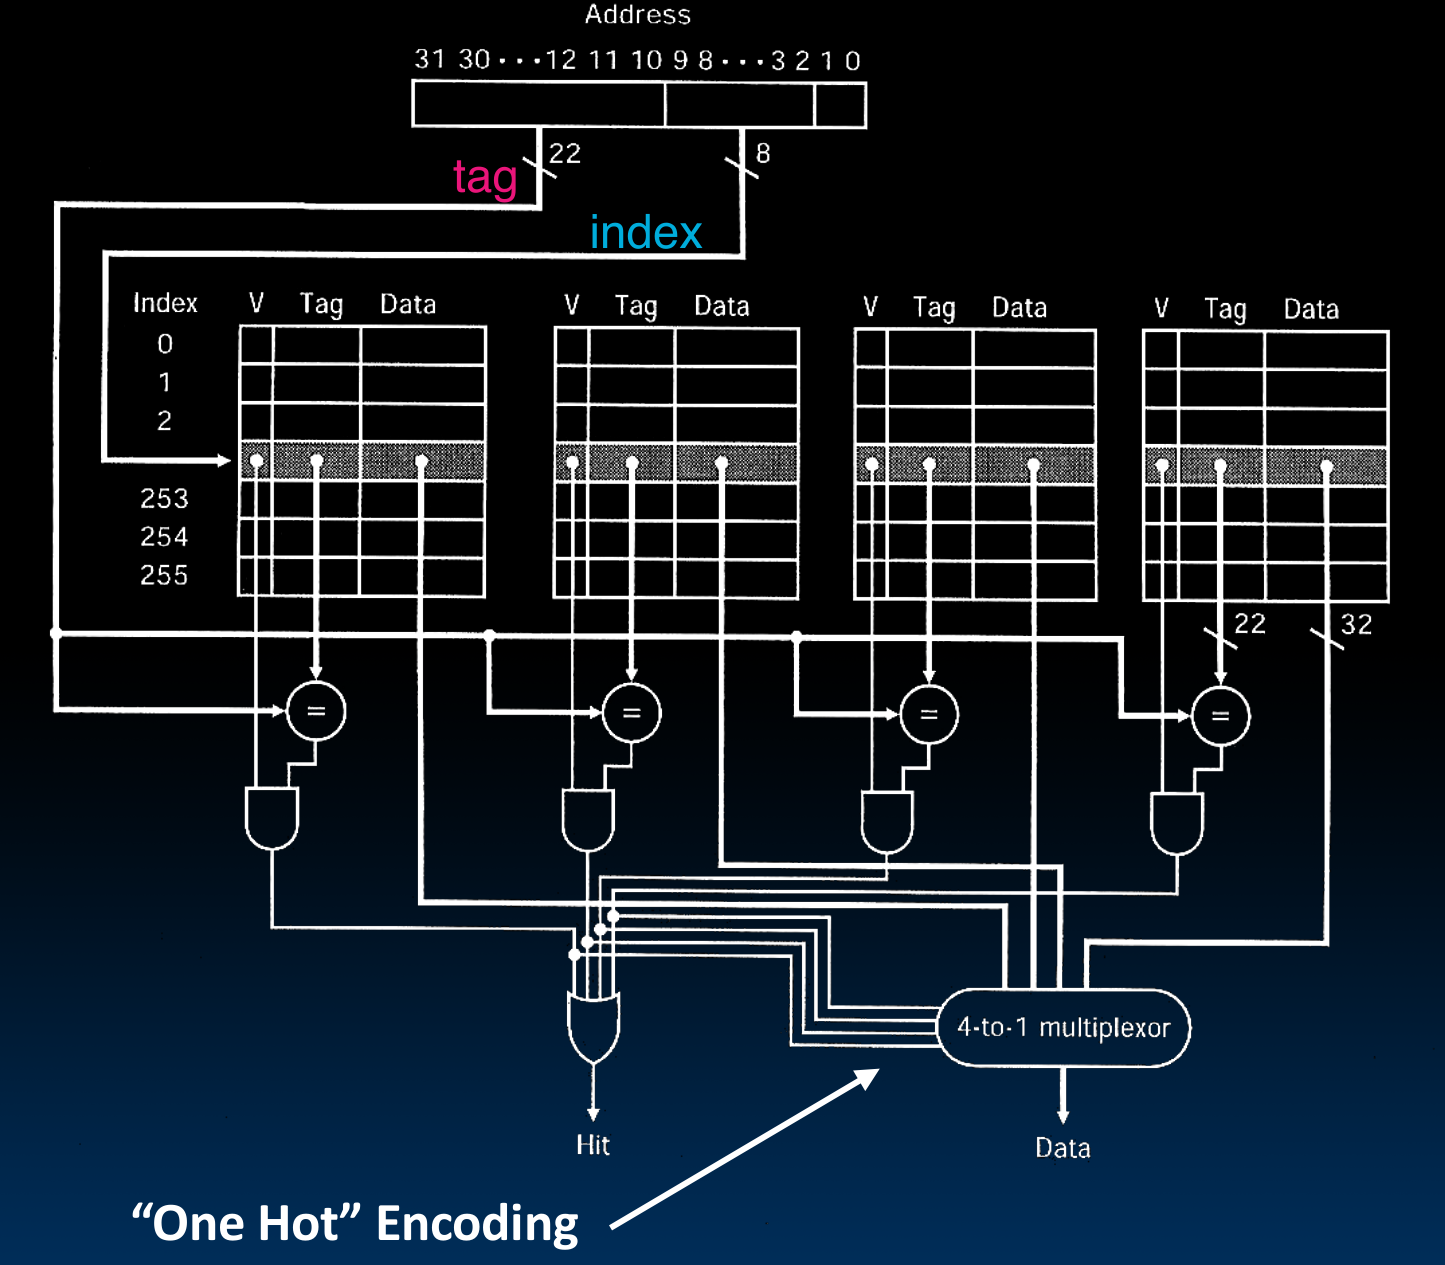 Address
31 30 ··· 12 11 10 9 8 ··· 3 2 1 0
22
8
tag
index
Index V Tag Data V Tag Data V Tag Data V Tag Data
0
1
2
253
254
255
22
32
= = = =
4-to-1 multiplexor
Hit
Data
“One Hot” Encoding